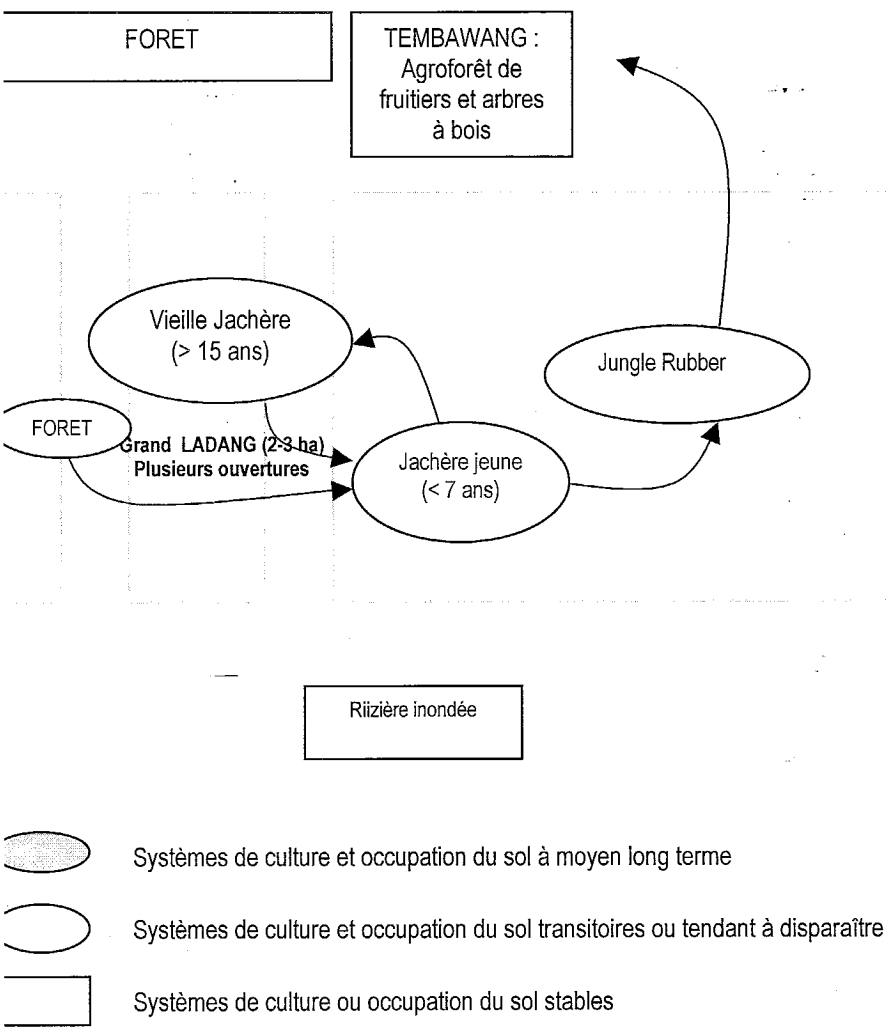 FORET
TEMBAWANG :
Agroforêt de
fruitiers et arbres
à bois
Vieille Jachère
(> 15 ans)
Jungle Rubber
FORET
Grand LADANG (2-3 ha)
Plusieurs ouvertures
Jachère jeune
(< 7 ans)
Riizière inondée
Systèmes de culture et occupation du sol à moyen long terme
Systèmes de culture et occupation du sol transitoires ou tendant à disparaître
Systèmes de culture ou occupation du sol stables